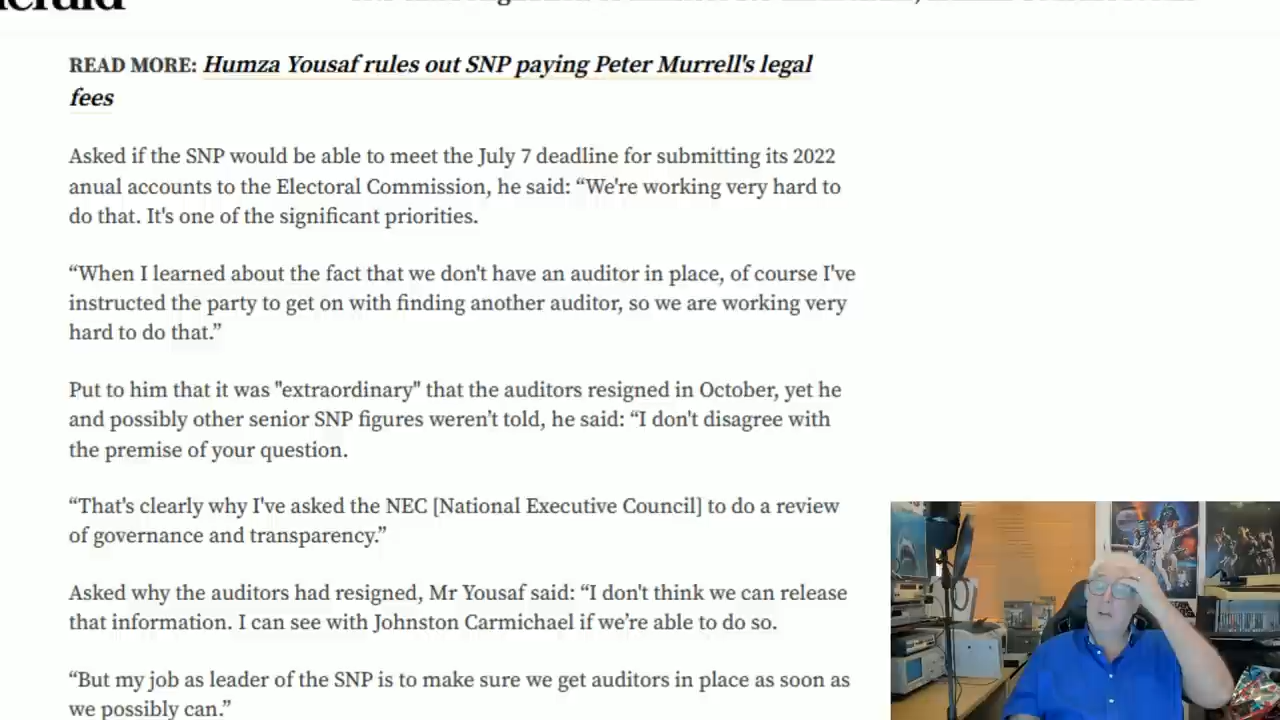 READ MORE: Humza Yousaf rules out SNP paying Peter Murrell's legal
fees
Asked if the SNP would be able to meet the July 7 deadline for submitting its 2022
anual accounts to the Electoral Commission, he said: “We're working very hard to
do that. It's one of the significant priorities.
“When I learned about the fact that we don't have an auditor in place, of course I've
instructed the party to get on with finding another auditor, so we are working very
hard to do that.”
Put to him that it was "extraordinary" that the auditors resigned in October, yet he
and possibly other senior SNP figures weren’t told, he said: “I don't disagree with
the premise of your question.
“That's clearly why I've asked the NEC [National Executive Council] to do a review
of governance and transparency.”
Asked why the auditors had resigned, Mr Yousaf said: “I don't think we can release
that information. I can see with Johnston Carmichael if we’re able to do so.
“But my job as leader of the SNP is to make sure we get auditors in place as soon as
we possibly can.”